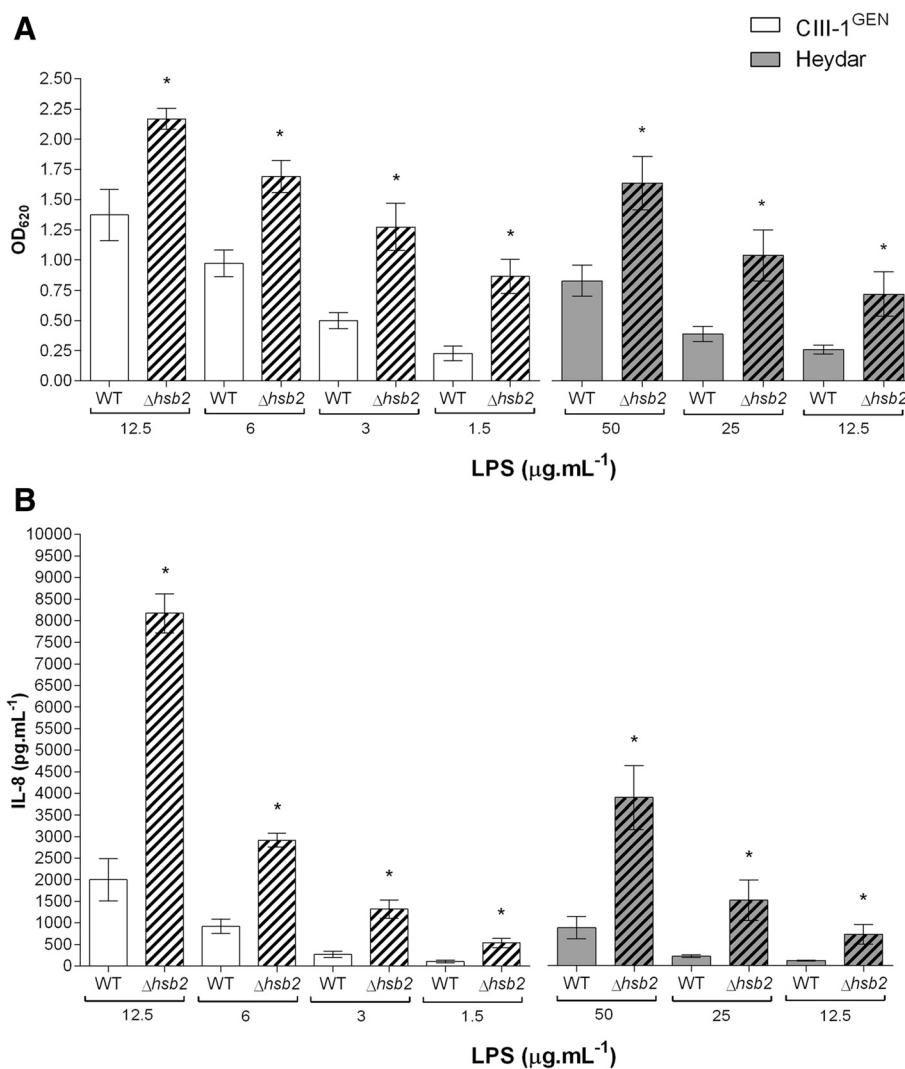 A
CIII-1^GEN
Heydar
OD620
2.50
2.25
2.00
1.75
1.50
1.25
1.00
0.75
0.50
0.25
0.00
* * * * * * *
WT Δhsb2 WT Δhsb2 WT Δhsb2 WT Δhsb2 WT Δhsb2 WT Δhsb2 WT Δhsb2
12.5 6 3 1.5 50 25 12.5
LPS (µg.mL⁻¹)
B
IL-8 (pg.mL⁻¹)
10000
9500
9000
8500
8000
7500
7000
6500
6000
5500
5000
4500
4000
3500
3000
2500
2000
1500
1000
500
0
* * * * * * *
WT Δhsb2 WT Δhsb2 WT Δhsb2 WT Δhsb2 WT Δhsb2 WT Δhsb2 WT Δhsb2
12.5 6 3 1.5 50 25 12.5
LPS (µg.mL⁻¹)